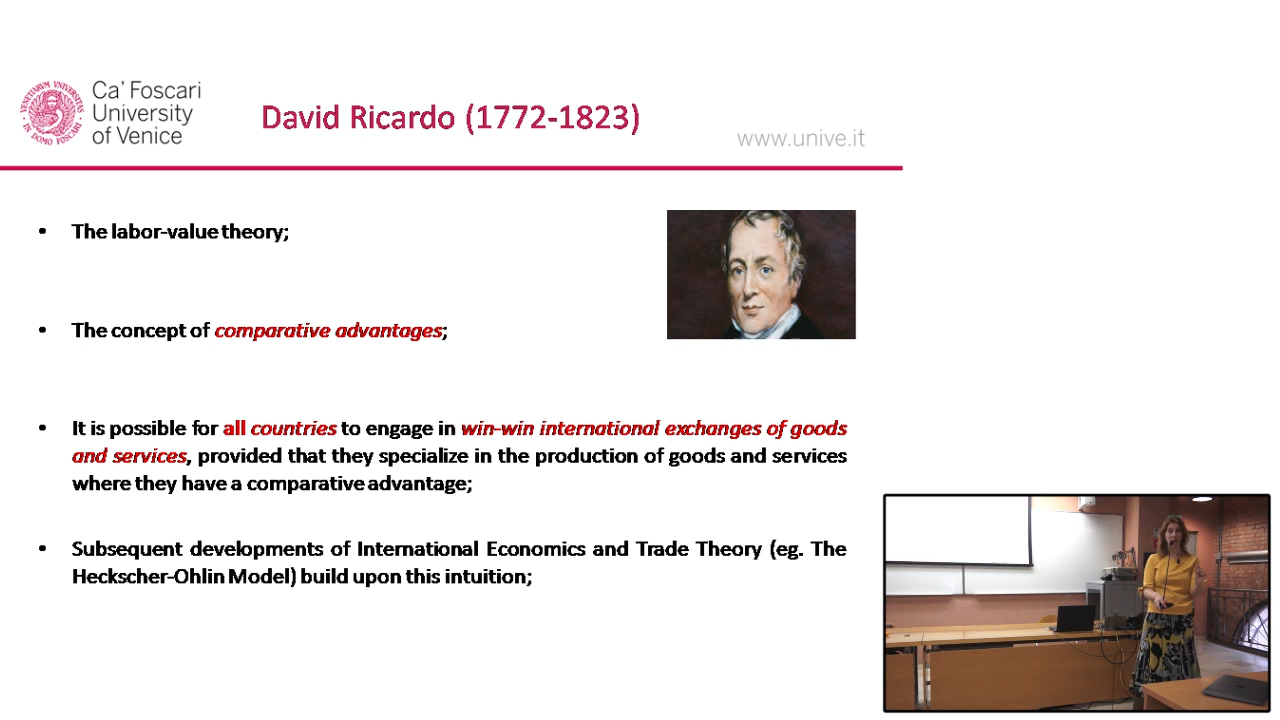 Ca' Foscari
University
of Venice
David Ricardo (1772-1823)
www.unive.it
• The labor-value theory;
• The concept of comparative advantages;
• It is possible for all countries to engage in win-win international exchanges of goods
and services, provided that they specialize in the production of goods and services
where they have a comparative advantage;
• Subsequent developments of International Economics and Trade Theory (eg. The
Heckscher-Ohlin Model) build upon this intuition;